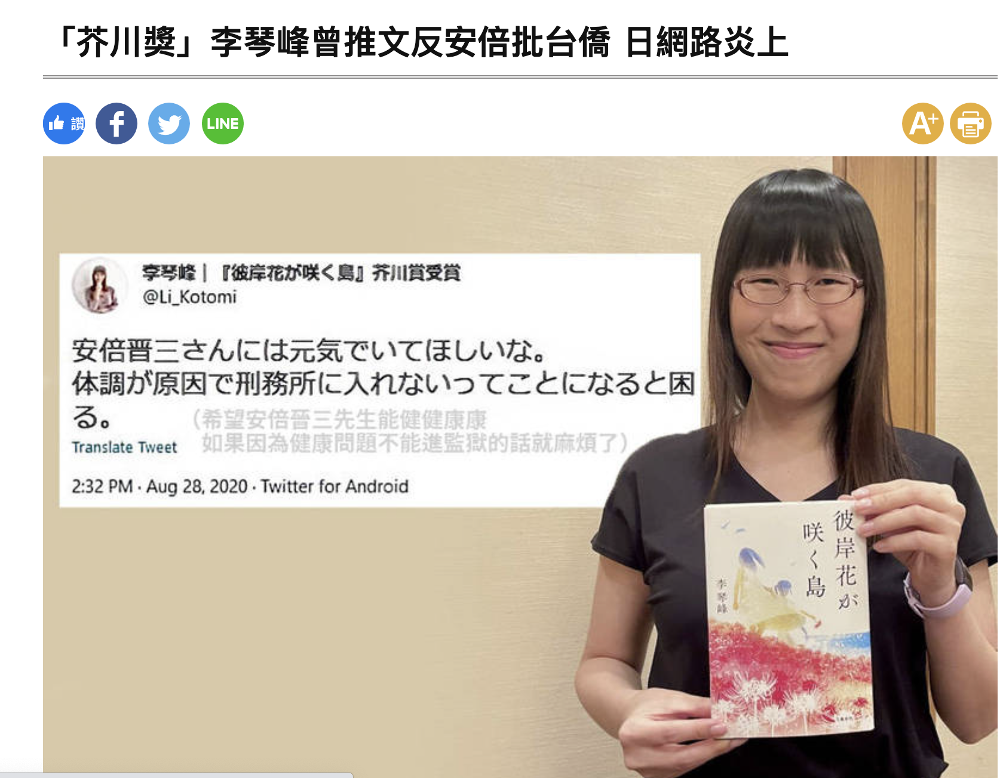 「芥川獎」李琴峰曾推文反安倍批台僑 日網路炎上
讚
LINE
A+
李琴峰｜『彼岸花が咲く島』芥川賞受賞
@Li_Kotomi
安倍晋三さんには元気でいてほしいな。
体調が原因で刑務所に入れないってことになると困
る。
（希望安倍晉三先生能健健康康
如果因為健康問題不能進監獄的話就麻煩了）
Translate Tweet
2:32 PM · Aug 28, 2020 · Twitter for Android
彼岸花が
咲く島
李琴峰